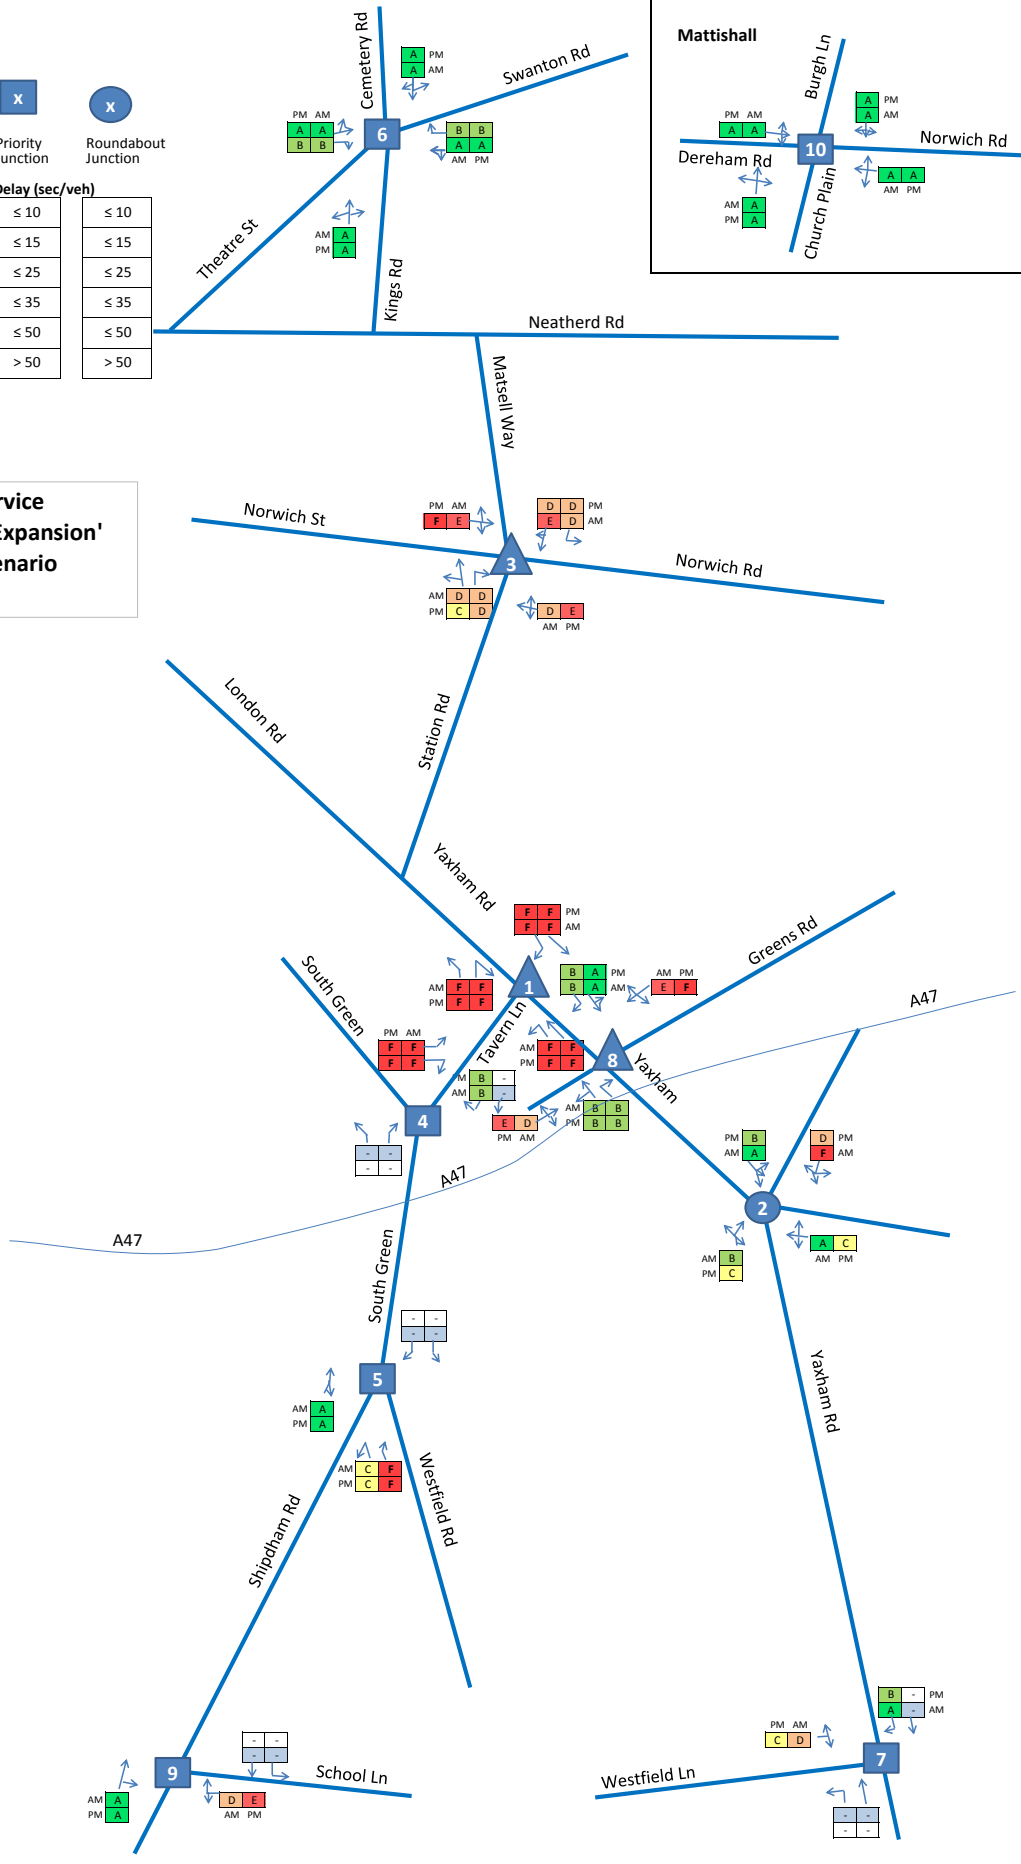 Mattishall
Burgh Ln
A PM
A AM
PM AM
A A
Norwich Rd
Dereham Rd
10
A A
AM PM
AM A
PM A
Church Plain
Cemetery Rd
A PM
A AM
Swanton Rd
x
x
Priority
Junction
Roundabout
Junction
PM AM
A A
B B
6
B B
A A
AM PM
Delay (sec/veh)
≤ 10 ≤ 10
≤ 15 ≤ 15
≤ 25 ≤ 25
≤ 35 ≤ 35
≤ 50 ≤ 50
> 50 > 50
AM A
PM A
Theatre St
Kings Rd
Neatherd Rd
Matsell Way
rvice
Expansion'
enario
Norwich St
PM AM
F E
D D PM
E D AM
3
Norwich Rd
AM D D
PM C D
D E
AM PM
London Rd
Station Rd
Yaxham Rd
F F PM
F F AM
Greens Rd
South Green
AM F F
PM F F
1
B A PM
B A AM
AM PM
E F
A47
Tavern Ln
PM AM
F F
F F
AM F F
PM F F
8
Yaxham
PM B -
AM B -
4
E D
PM AM
AM B B
PM B B
- -
- -
A47
PM B
AM A
D PM
F AM
2
A47
South Green
AM B
PM C
A C
AM PM
- -
- -
5
AM A
PM A
Yaxham Rd
AM C F
PM C F
Westfield Rd
Shipdham Rd
B - PM
A - AM
PM AM
C D
- -
- -
9
School Ln
7
Westfield Ln
AM A
PM A
D E
AM PM
- -
- -